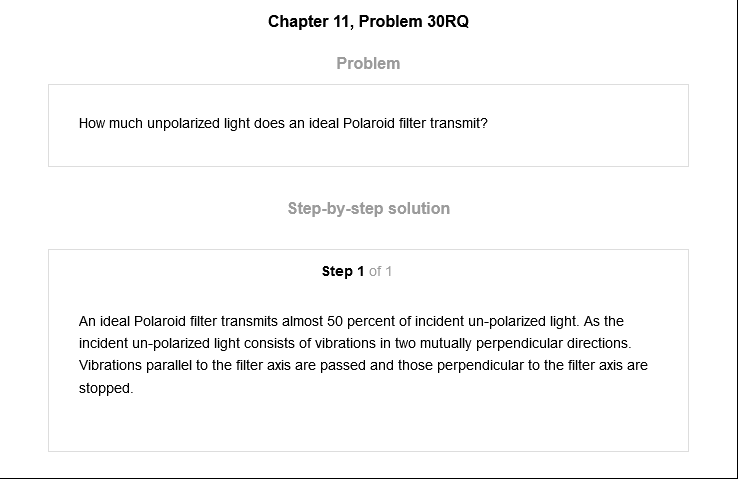 Chapter 11, Problem 30RQ
Problem
How much unpolarized light does an ideal Polaroid filter transmit?
Step-by-step solution
Step 1 of 1
An ideal Polaroid filter transmits almost 50 percent of incident un-polarized light. As the
incident un-polarized light consists of vibrations in two mutually perpendicular directions.
Vibrations parallel to the filter axis are passed and those perpendicular to the filter axis are
stopped.